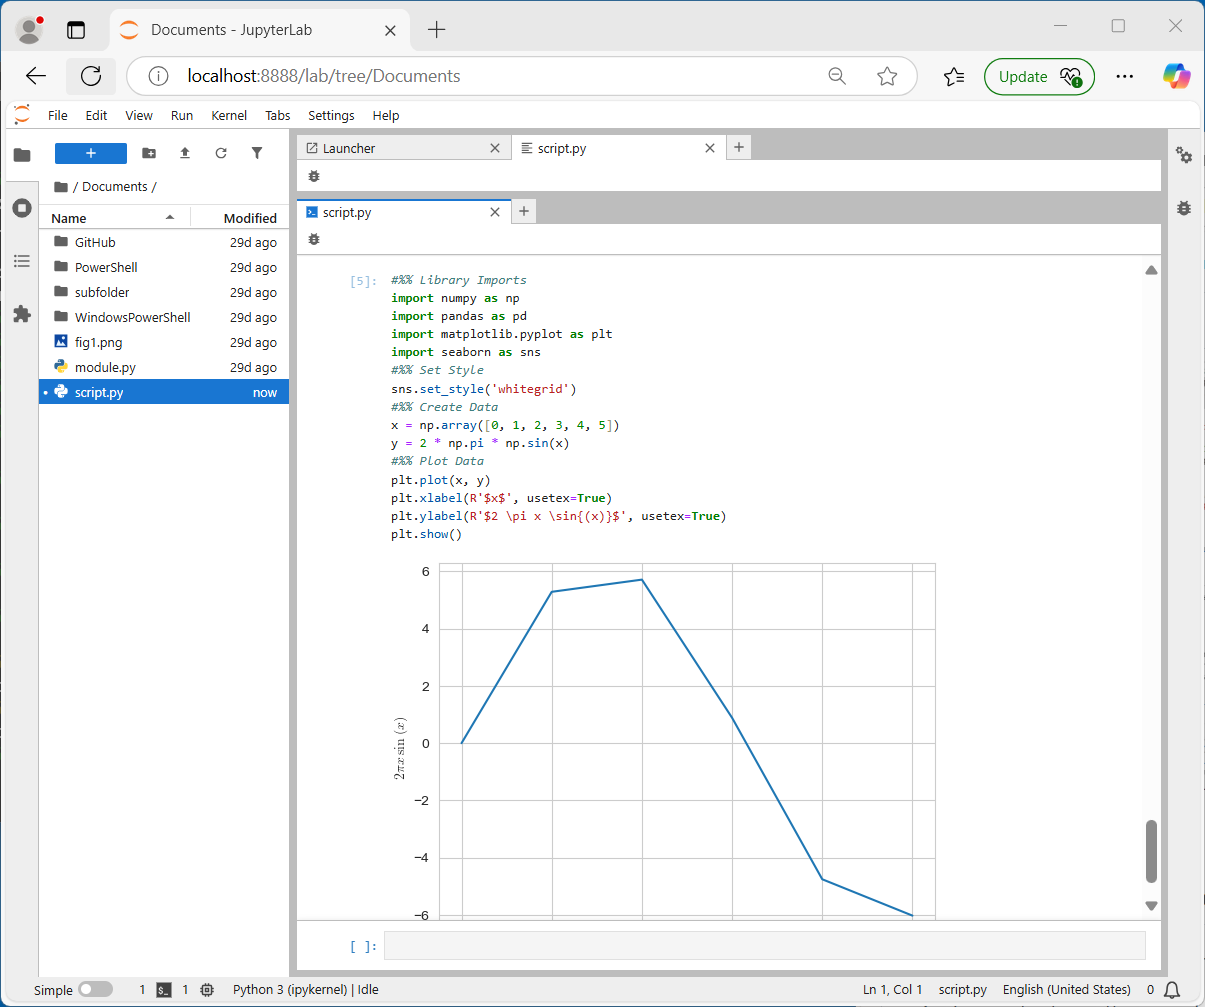 Documents - JupyterLab
localhost:8888/lab/tree/Documents
Update
File Edit View Run Kernel Tabs Settings Help
+
/ Documents /
Name Modified
GitHub 29d ago
PowerShell 29d ago
subfolder 29d ago
WindowsPowerShell 29d ago
fig1.png 29d ago
module.py 29d ago
script.py now
Launcher
script.py
script.py
[5]:
#%% Library Imports
import numpy as np
import pandas as pd
import matplotlib.pyplot as plt
import seaborn as sns
#%% Set Style
sns.set_style('whitegrid')
#%% Create Data
x = np.array([0, 1, 2, 3, 4, 5])
y = 2 * np.pi * np.sin(x)
#%% Plot Data
plt.plot(x, y)
plt.xlabel(R'$x$', usetex=True)
plt.ylabel(R'$2 \pi x \sin{(x)}$', usetex=True)
plt.show()
6
4
2
0
−2
−4
−6
2πx sin (x)
[ ]:
Simple 1 $_ 1 Python 3 (ipykernel) | Idle Ln 1, Col 1 script.py English (United States) 0